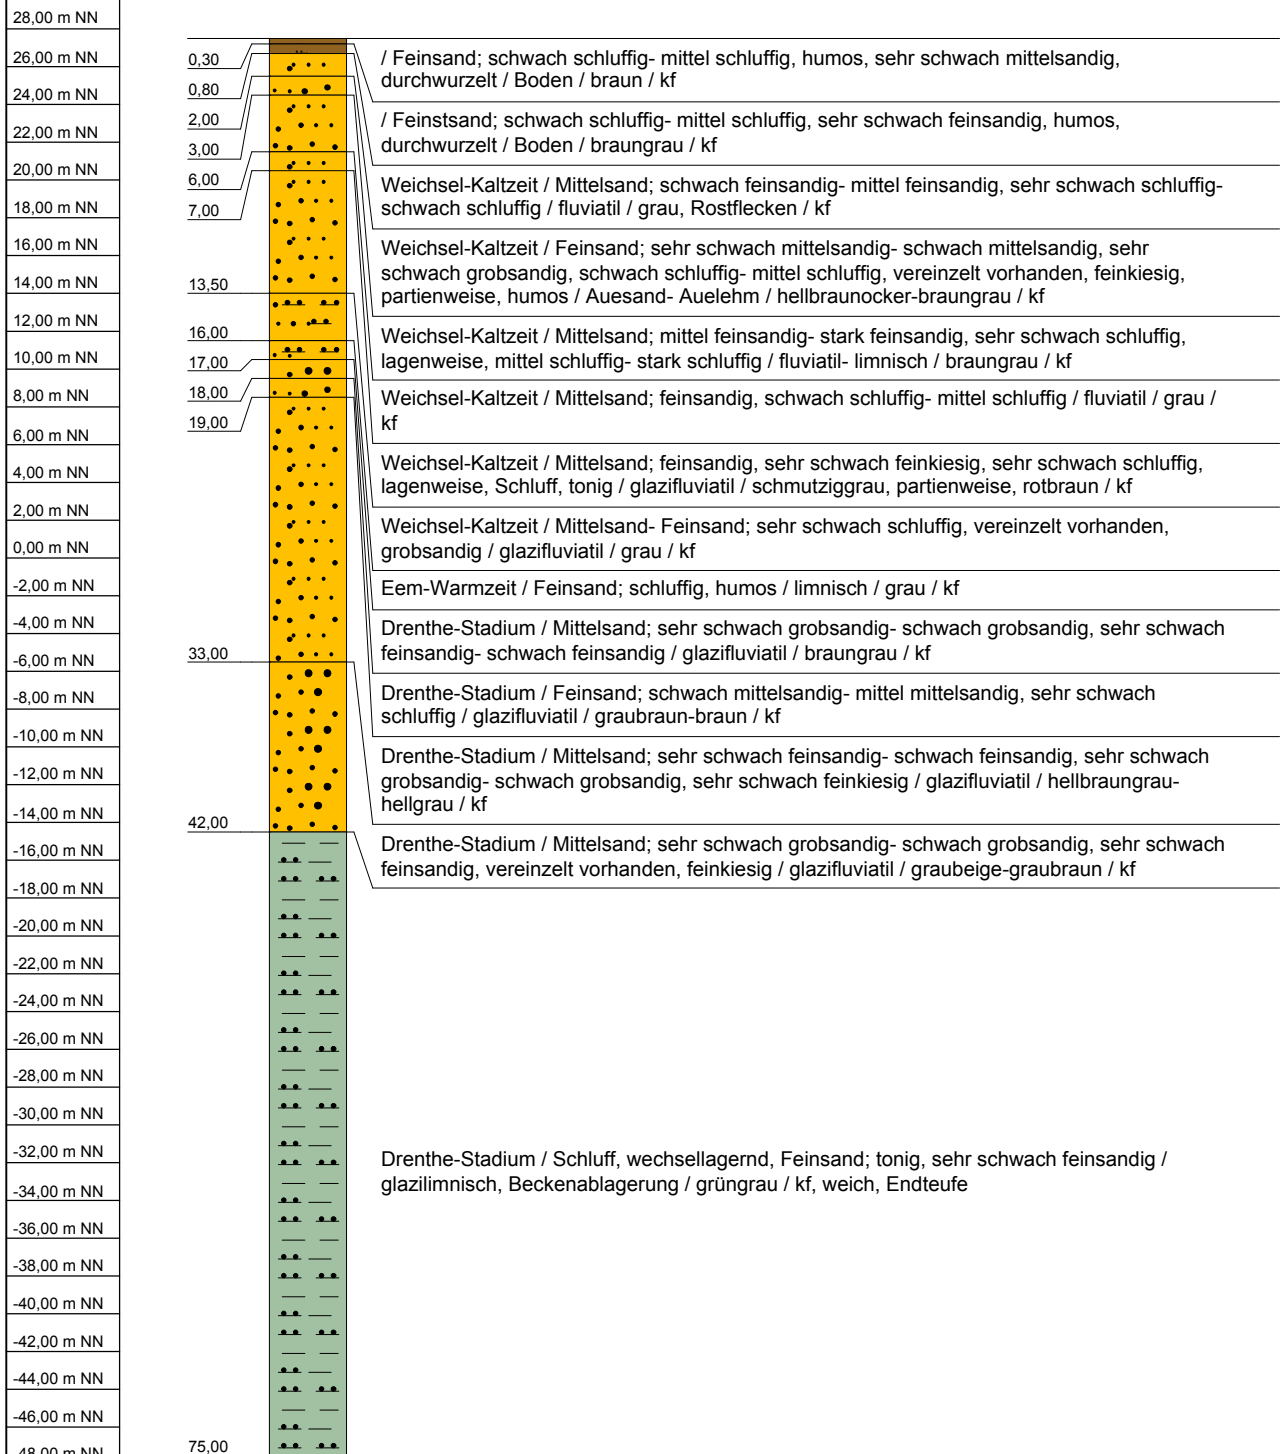 28,00 m NN
26,00 m NN
24,00 m NN
22,00 m NN
20,00 m NN
18,00 m NN
16,00 m NN
14,00 m NN
12,00 m NN
10,00 m NN
8,00 m NN
6,00 m NN
4,00 m NN
2,00 m NN
0,00 m NN
-2,00 m NN
-4,00 m NN
-6,00 m NN
-8,00 m NN
-10,00 m NN
-12,00 m NN
-14,00 m NN
-16,00 m NN
-18,00 m NN
-20,00 m NN
-22,00 m NN
-24,00 m NN
-26,00 m NN
-28,00 m NN
-30,00 m NN
-32,00 m NN
-34,00 m NN
-36,00 m NN
-38,00 m NN
-40,00 m NN
-42,00 m NN
-44,00 m NN
-46,00 m NN
-48,00 m NN
0,30
0,80
2,00
3,00
6,00
7,00
13,50
16,00
17,00
18,00
19,00
33,00
42,00
75,00
/ Feinsand; schwach schluffig- mittel schluffig, humos, sehr schwach mittelsandig,
durchwurzelt / Boden / braun / kf
/ Feinstsand; schwach schluffig- mittel schluffig, sehr schwach feinsandig, humos,
durchwurzelt / Boden / braungrau / kf
Weichsel-Kaltzeit / Mittelsand; schwach feinsandig- mittel feinsandig, sehr schwach schluffig-
schwach schluffig / fluviatil / grau, Rostflecken / kf
Weichsel-Kaltzeit / Feinsand; sehr schwach mittelsandig- schwach mittelsandig, sehr
schwach grobsandig, schwach schluffig- mittel schluffig, vereinzelt vorhanden, feinkiesig,
partienweise, humos / Auesand- Auelehm / hellbraunocker-braungrau / kf
Weichsel-Kaltzeit / Mittelsand; mittel feinsandig- stark feinsandig, sehr schwach schluffig,
lagenweise, mittel schluffig- stark schluffig / fluviatil- limnisch / braungrau / kf
Weichsel-Kaltzeit / Mittelsand; feinsandig, schwach schluffig- mittel schluffig / fluviatil / grau /
kf
Weichsel-Kaltzeit / Mittelsand; feinsandig, sehr schwach feinkiesig, sehr schwach schluffig,
lagenweise, Schluff, tonig / glazifluviatil / schmutziggrau, partienweise, rotbraun / kf
Weichsel-Kaltzeit / Mittelsand- Feinsand; sehr schwach schluffig, vereinzelt vorhanden,
grobsandig / glazifluviatil / grau / kf
Eem-Warmzeit / Feinsand; schluffig, humos / limnisch / grau / kf
Drenthe-Stadium / Mittelsand; sehr schwach grobsandig- schwach grobsandig, sehr schwach
feinsandig- schwach feinsandig / glazifluviatil / braungrau / kf
Drenthe-Stadium / Feinsand; schwach mittelsandig- mittel mittelsandig, sehr schwach
schluffig / glazifluviatil / graubraun-braun / kf
Drenthe-Stadium / Mittelsand; sehr schwach feinsandig- schwach feinsandig, sehr schwach
grobsandig- schwach grobsandig, sehr schwach feinkiesig / glazifluviatil / hellbraungrau-
hellgrau / kf
Drenthe-Stadium / Mittelsand; sehr schwach grobsandig- schwach grobsandig, sehr schwach
feinsandig, vereinzelt vorhanden, feinkiesig / glazifluviatil / graubeige-graubraun / kf
Drenthe-Stadium / Schluff, wechsellagernd, Feinsand; tonig, sehr schwach feinsandig /
glazilimnisch, Beckenablagerung / grüngrau / kf, weich, Endteufe